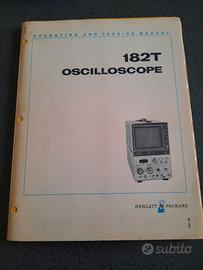 OPERATING AND SERVICE MANUAL
182T
OSCILLOSCOPE
HEWLETT PACKARD
subito